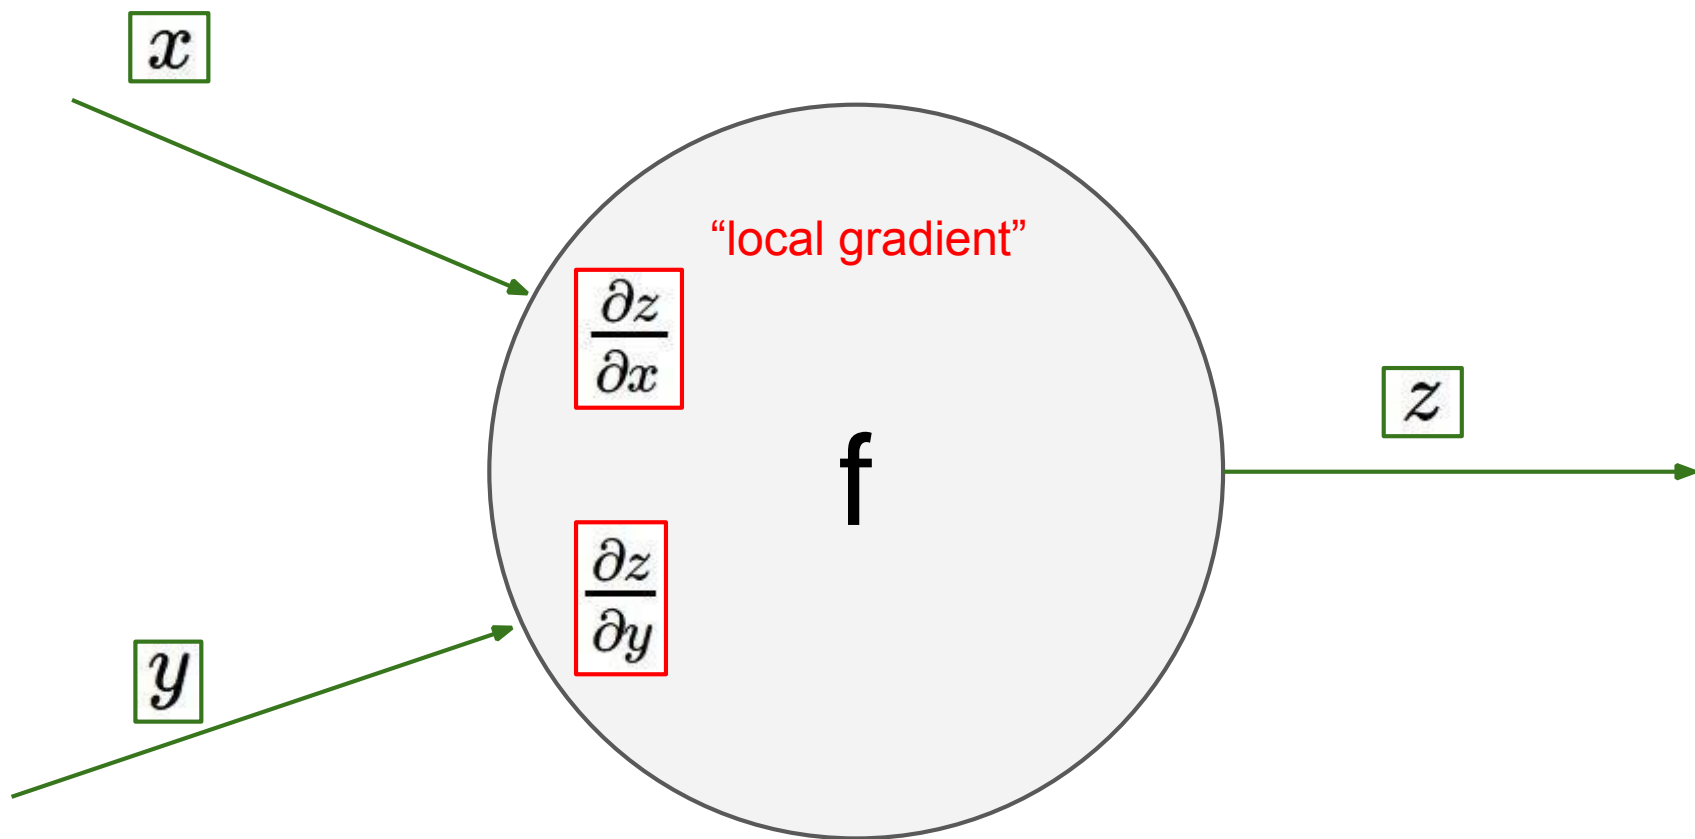 x
“local gradient”
∂z
∂x
z
f
∂z
∂y
y